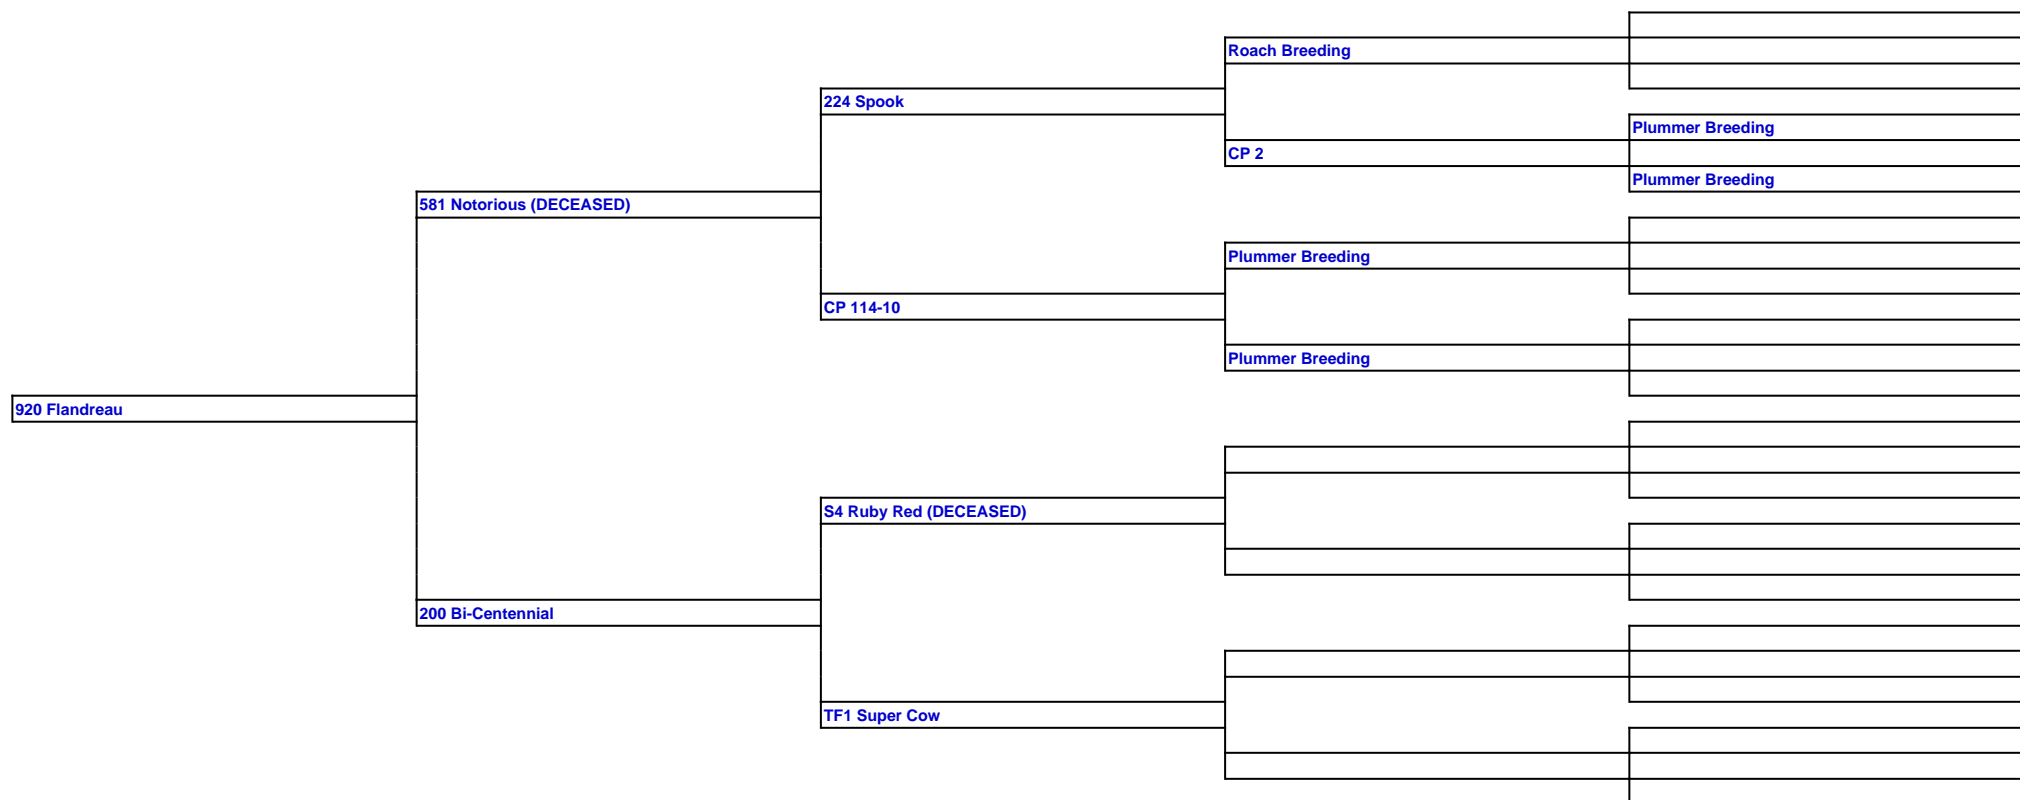 Roach Breeding
224 Spook
Plummer Breeding
CP 2
Plummer Breeding
581 Notorious (DECEASED)
Plummer Breeding
CP 114-10
Plummer Breeding
920 Flandreau
S4 Ruby Red (DECEASED)
200 Bi-Centennial
TF1 Super Cow